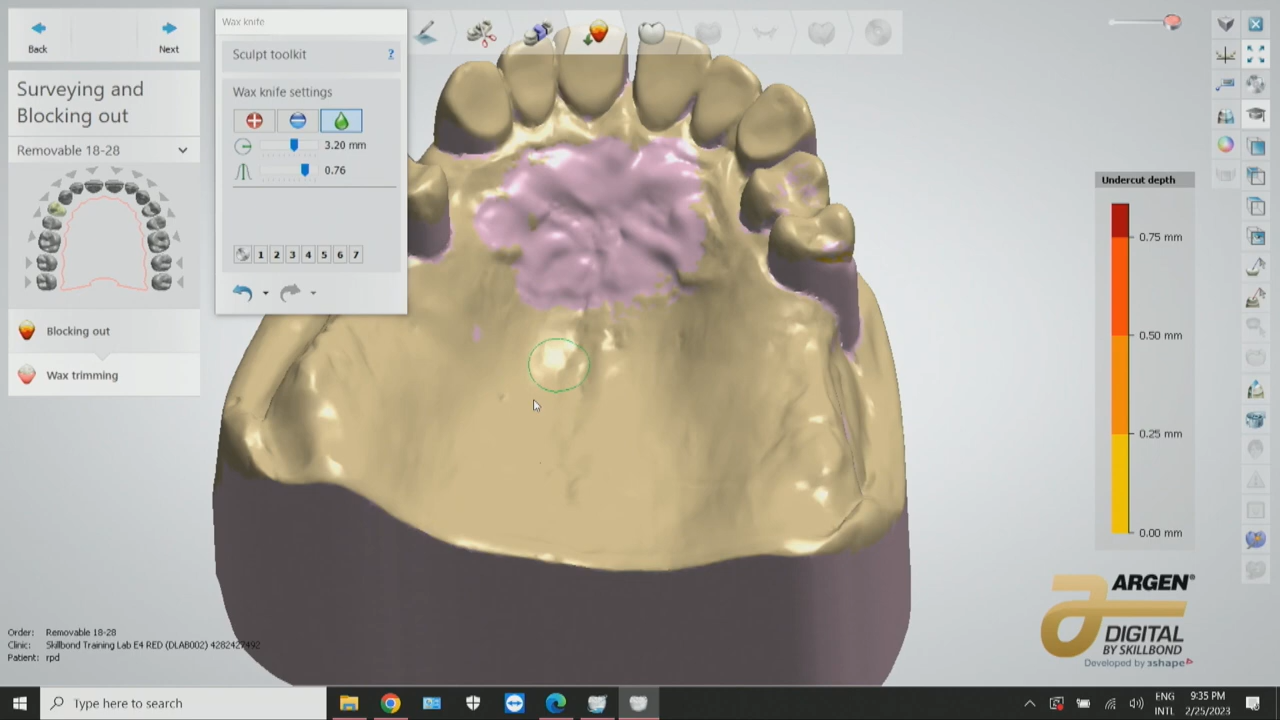 Back
Next
Surveying and
Blocking out
Removable 18-28
Blocking out
Wax trimming
Wax knife
Sculpt toolkit
?
Wax knife settings
3.20 mm
0.76
1 2 3 4 5 6 7
Undercut depth
0.75 mm
0.50 mm
0.25 mm
0.00 mm
ARGEN®
DIGITAL
BY SKILLBOND
Developed by 3shape
Order: Removable 18-28
Clinic: Skillbond Training Lab E4 RED (DLAB002) 4282427492
Patient: rpd
Type here to search
ENG
INTL
9:35 PM
2/25/2023